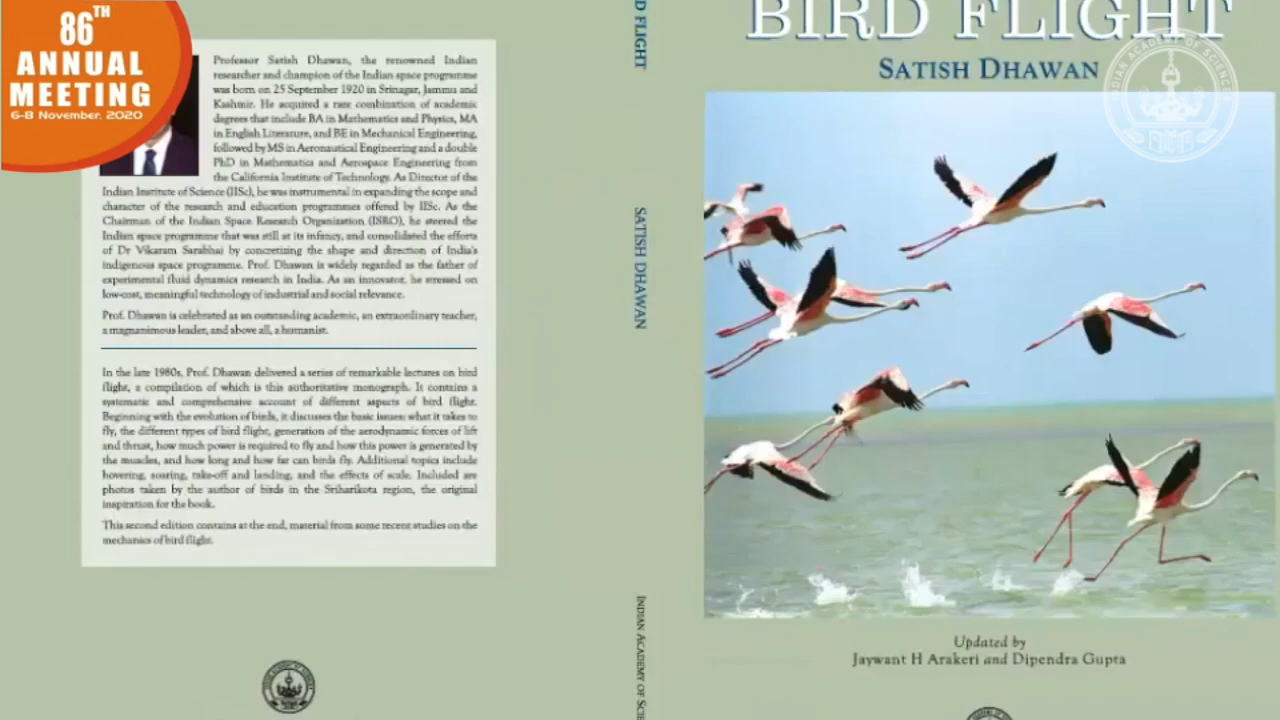 86TH
ANNUAL
MEETING
6-8 November, 2020
Professor Satish Dhawan, the renowned Indian
researcher and champion of the Indian space programme
was born on 25 September 1920 in Srinagar, Jammu and
Kashmir. He acquired a rare combination of academic
degrees that include BA in Mathematics and Physics, MA
in English Literature, and BE in Mechanical Engineering,
followed by MS in Aeronautical Engineering and a double
PhD in Mathematics and Aerospace Engineering from
the California Institute of Technology. As Director of the
Indian Institute of Science (IISc), he was instrumental in expanding the scope and
character of the research and education programmes offered by IISc. As the
Chairman of the Indian Space Research Organization (ISRO), he steered the
Indian space programme that was still at its infancy, and consolidated the efforts
of Dr Vikaram Sarabhai by concretizing the shape and direction of India's
indigenous space programme. Prof. Dhawan is widely regarded as the father of
experimental fluid dynamics research in India. As an innovator, he stressed on
low-cost, meaningful technology of industrial and social relevance.
Prof. Dhawan is celebrated as an outstanding academic, an extraordinary teacher,
a magnanimous leader, and above all, a humanist.
In the late 1980s, Prof. Dhawan delivered a series of remarkable lectures on bird
flight, a compilation of which is this authoritative monograph. It contains a
systematic and comprehensive account of different aspects of bird flight.
Beginning with the evolution of birds, it discusses the basic issues: what it takes to
fly, the different types of bird flight, generation of the aerodynamic forces of lift
and thrust, how much power is required to fly and how this power is generated by
the muscles, and how long and how far can birds fly. Additional topics include
hovering, soaring, take-off and landing, and the effects of scale. Included are
photos taken by the author of birds in the Sriharikota region, the original
inspiration for the book.
This second edition contains at the end, material from some recent studies on the
mechanics of bird flight.
D FLIGHT
SATISH DHAWAN
INDIAN ACADEMY OF SCIE
BIRD FLIGHT
SATISH DHAWAN
INDIAN ACADEMY OF SCIENCES
Updated by
Jaywant H Arakeri and Dipendra Gupta